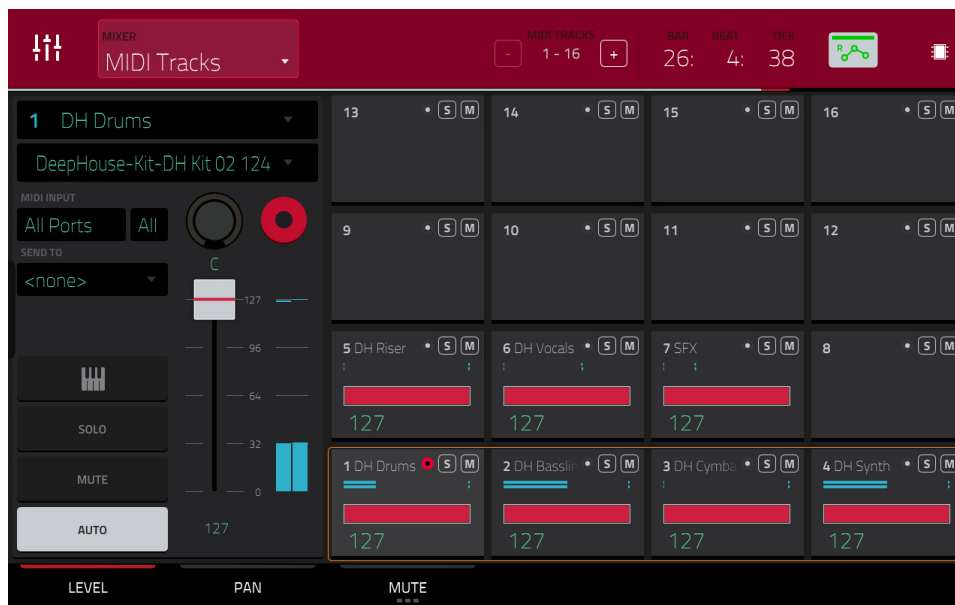 MIXER
MIDI Tracks
MIDI TRACKS
- 1 - 16 +
BAR BEAT TICK
26: 4: 38
R
1 DH Drums
DeepHouse-Kit-DH Kit 02 124
MIDI INPUT
All Ports All
SEND TO
<none>
C
127
96
64
32
0
SOLO
MUTE
AUTO
127
13 S M
14 S M
15 S M
16 S M
9 S M
10 S M
11 S M
12 S M
5 DH Riser S M
127
6 DH Vocals S M
127
7 SFX S M
127
8 S M
1 DH Drums S M
127
2 DH Basslin S M
127
3 DH Cymba S M
127
4 DH Synth S M
127
LEVEL PAN MUTE